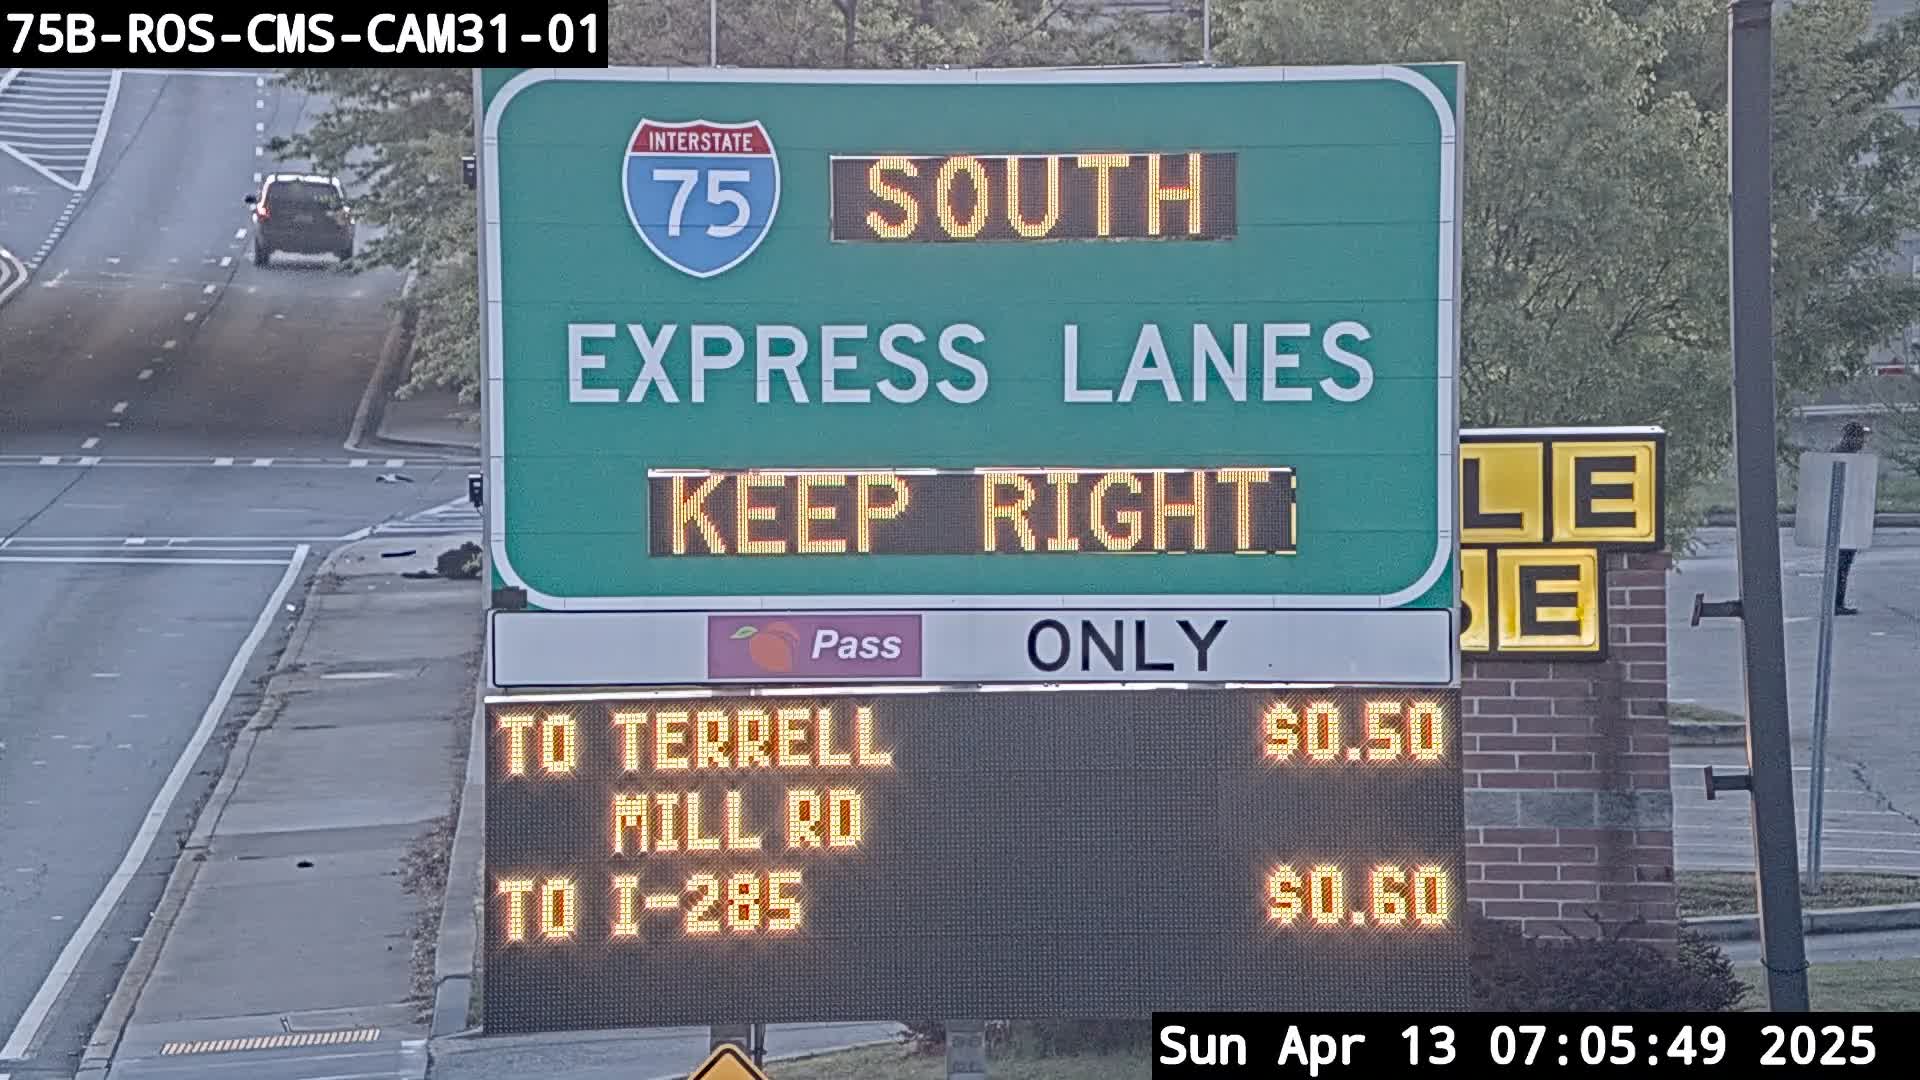 75B-ROS-CMS-CAM31-01
INTERSTATE
75
SOUTH
EXPRESS LANES
KEEP RIGHT
Pass ONLY
LE
E
TO TERRELL $0.50
MILL RD
TO I-285 $0.60
Sun Apr 13 07:05:49 2025